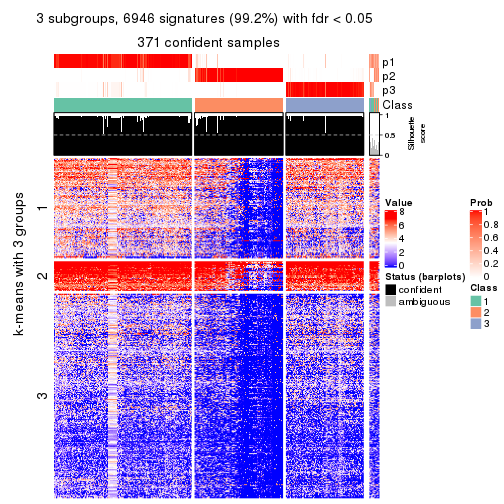 3 subgroups, 6946 signatures (99.2%) with fdr < 0.05
371 confident samples
p1
p2
p3
Class
1
0.5
0
Silhouette
score
k-means with 3 groups
1
2
3
Value
8
6
4
2
0
Status (barplots)
confident
ambiguous
Prob
1
0.8
0.6
0.4
0.2
0
Class
1
2
3